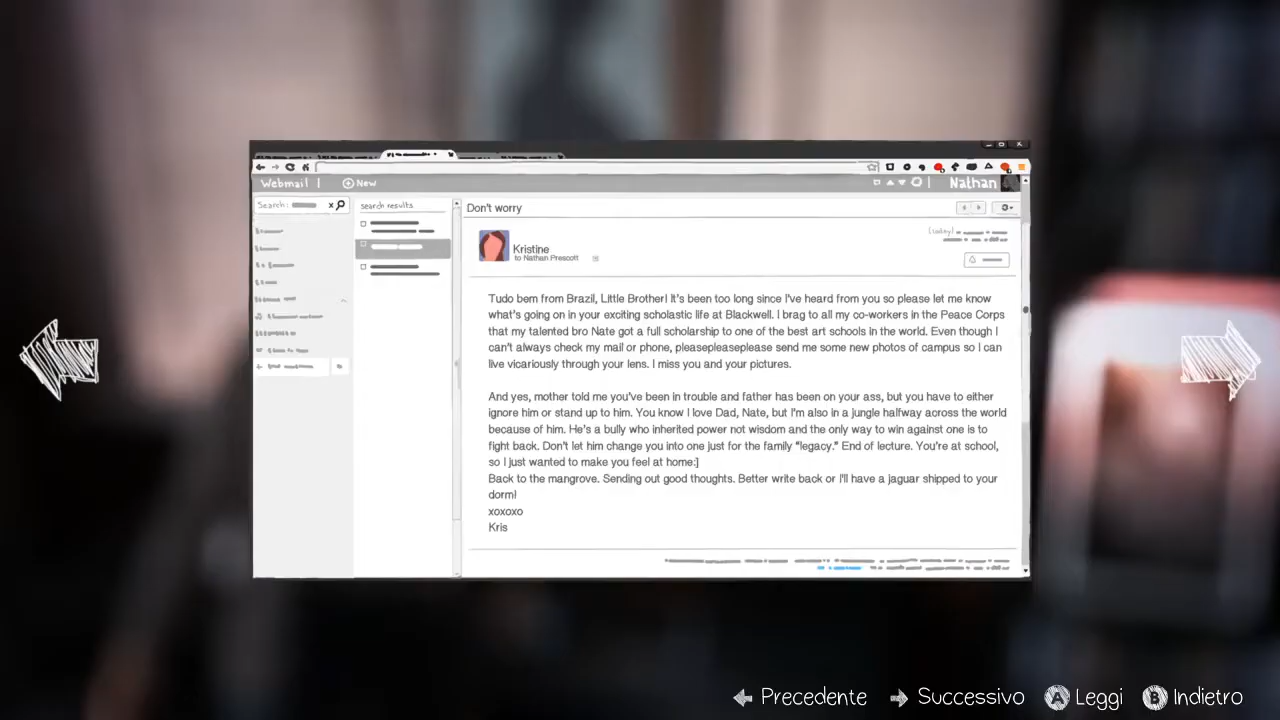 Webmail
New
Nathan
Search:
x
search results
Don't worry
Kristine
to Nathan Prescott
(today)
Tudo bem from Brazil, Little Brother! It's been too long since I've heard from you so please let me know
what's going on in your exciting scholastic life at Blackwell. I brag to all my co-workers in the Peace Corps
that my talented bro Nate got a full scholarship to one of the best art schools in the world. Even though I
can't always check my mail or phone, pleasepleaseplease send me some new photos of campus so I can
live vicariously through your lens. I miss you and your pictures.
And yes, mother told me you've been in trouble and father has been on your ass, but you have to either
ignore him or stand up to him. You know I love Dad, Nate, but I'm also in a jungle halfway across the world
because of him. He's a bully who inherited power not wisdom and the only way to win against one is to
fight back. Don't let him change you into one just for the family “legacy.” End of lecture. You're at school,
so I just wanted to make you feel at home:]
Back to the mangrove. Sending out good thoughts. Better write back or I'll have a jaguar shipped to your
dorm!
xoxoxo
Kris
Precedente
Successivo
A Leggi
B Indietro